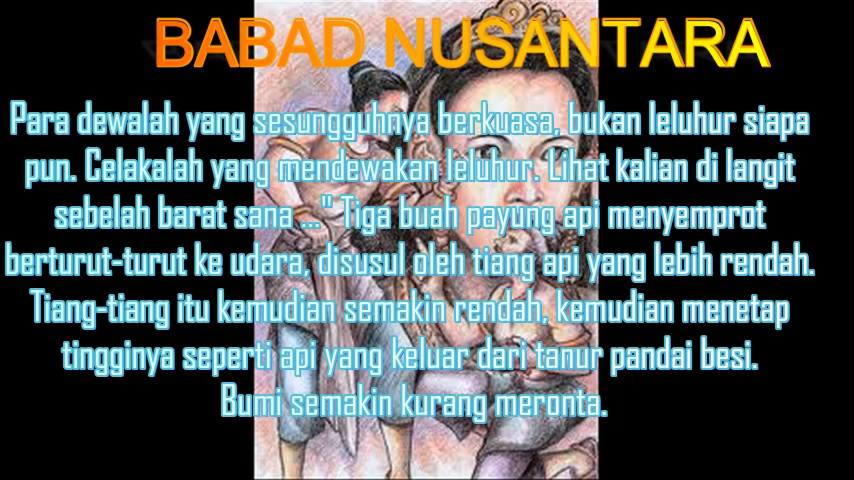 BABAD NUSANTARA
Para dewalah yang sesungguhnya berkuasa, bukan leluhur siapa
pun. Celakalah yang mendewakan leluhur. Lihat kalian di langit
sebelah barat sana ..." Tiga buah payung api menyemprot
berturut-turut ke udara, disusul oleh tiang api yang lebih rendah.
Tiang-tiang itu kemudian semakin rendah, kemudian menetap
tingginya seperti api yang keluar dari tanur pandai besi.
Bumi semakin kurang meronta.